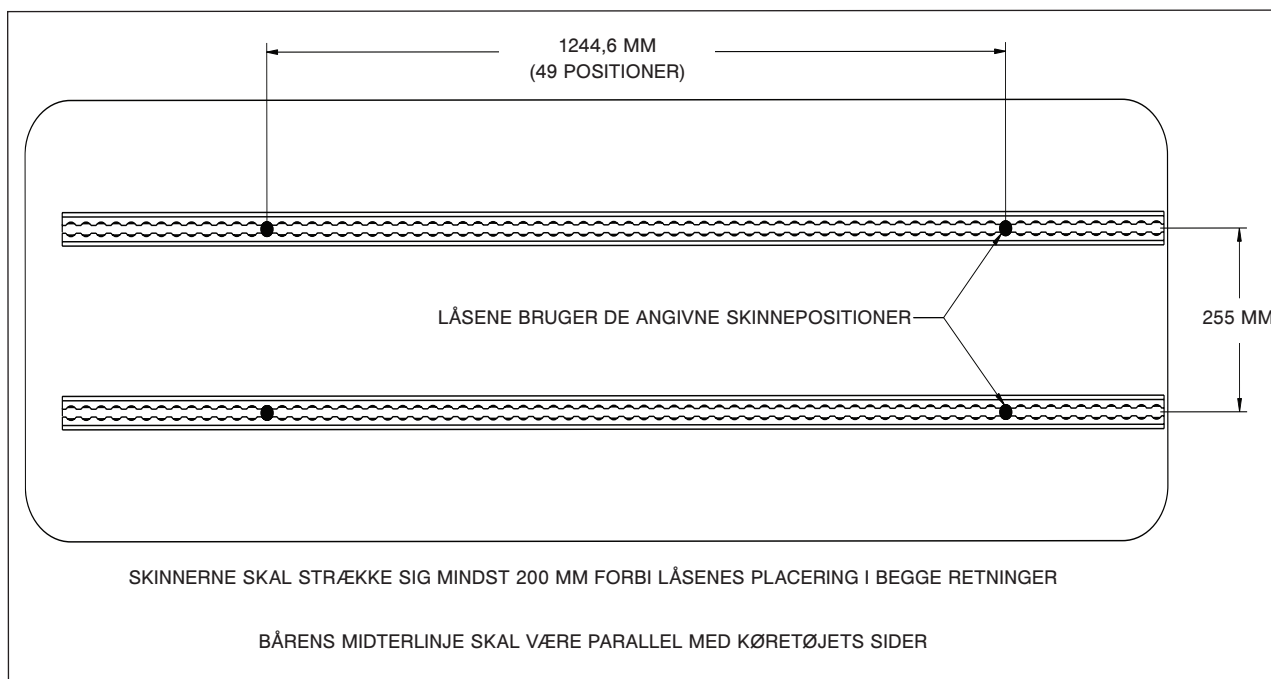 1244,6 MM
(49 POSITIONER)
LÅSENE BRUGER DE ANGIVNE SKINNEPOSITIONER
255 MM
SKINNERNE SKAL STRÆKKE SIG MINDST 200 MM FORBI LÅSENES PLACERING I BEGGE RETNINGER
BÅRENS MIDTERLINJE SKAL VÆRE PARALLEL MED KØRETØJETS SIDER